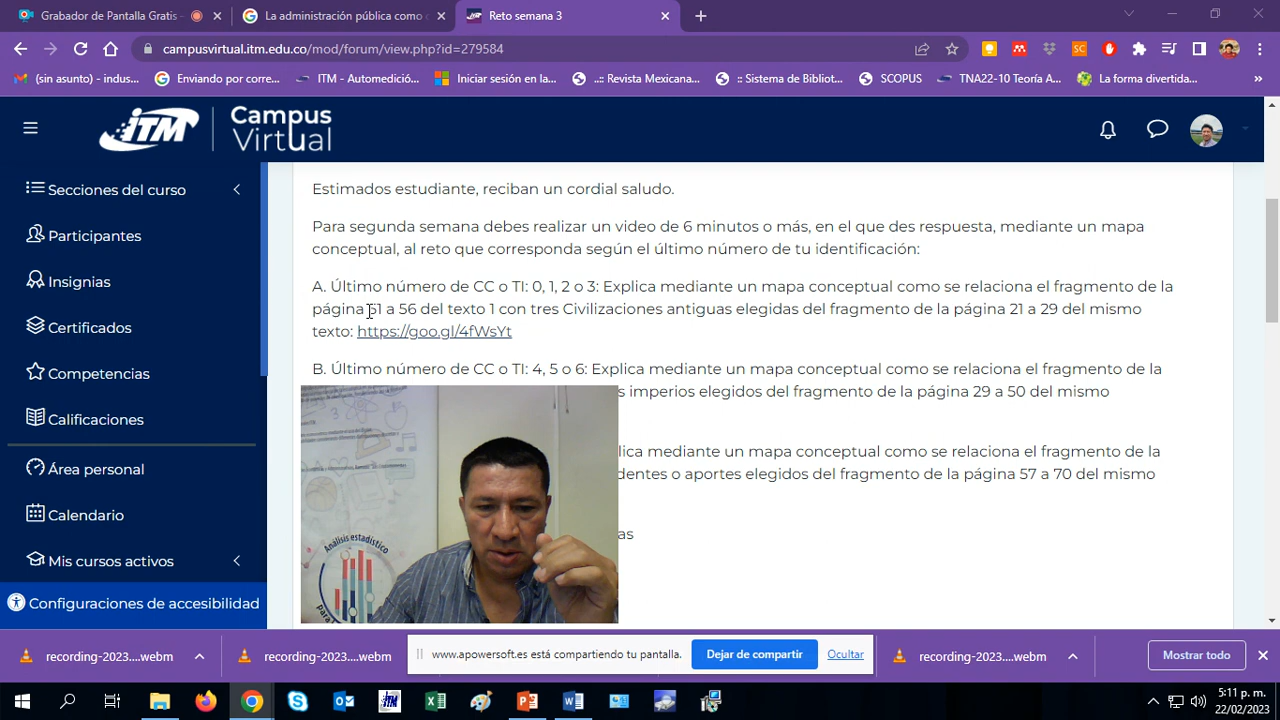 Grabador de Pantalla Gratis -
La administración pública como c
Reto semana 3
campusvirtual.itm.edu.co/mod/forum/view.php?id=279584
(sin asunto) - indus...
Enviando por corre...
ITM - Automedició...
Iniciar sesión en la...
..:: Revista Mexicana...
:: Sistema de Bibliot...
SCOPUS
TNA22-10 Teoría A...
La forma divertida...
»
iTM
Campus
Virtual
Secciones del curso
Participantes
Insignias
Certificados
Competencias
Calificaciones
Área personal
Calendario
Mis cursos activos
Configuraciones de accesibilidad
Estimados estudiante, reciban un cordial saludo.
Para segunda semana debes realizar un video de 6 minutos o más, en el que des respuesta, mediante un mapa
conceptual, al reto que corresponda según el último número de tu identificación:
A. Último número de CC o TI: 0, 1, 2 o 3: Explica mediante un mapa conceptual como se relaciona el fragmento de la
página 51 a 56 del texto 1 con tres Civilizaciones antiguas elegidas del fragmento de la página 21 a 29 del mismo
texto: https://goo.gl/4fWsYt
B. Último número de CC o TI: 4, 5 o 6: Explica mediante un mapa conceptual como se relaciona el fragmento de la
s imperios elegidos del fragmento de la página 29 a 50 del mismo
lica mediante un mapa conceptual como se relaciona el fragmento de la
dentes o aportes elegidos del fragmento de la página 57 a 70 del mismo
as
Análisis estadístico
recording-2023....webm
recording-2023....webm
www.apowersoft.es está compartiendo tu pantalla.
Dejar de compartir
Ocultar
recording-2023....webm
Mostrar todo
5:11 p. m.
22/02/2023